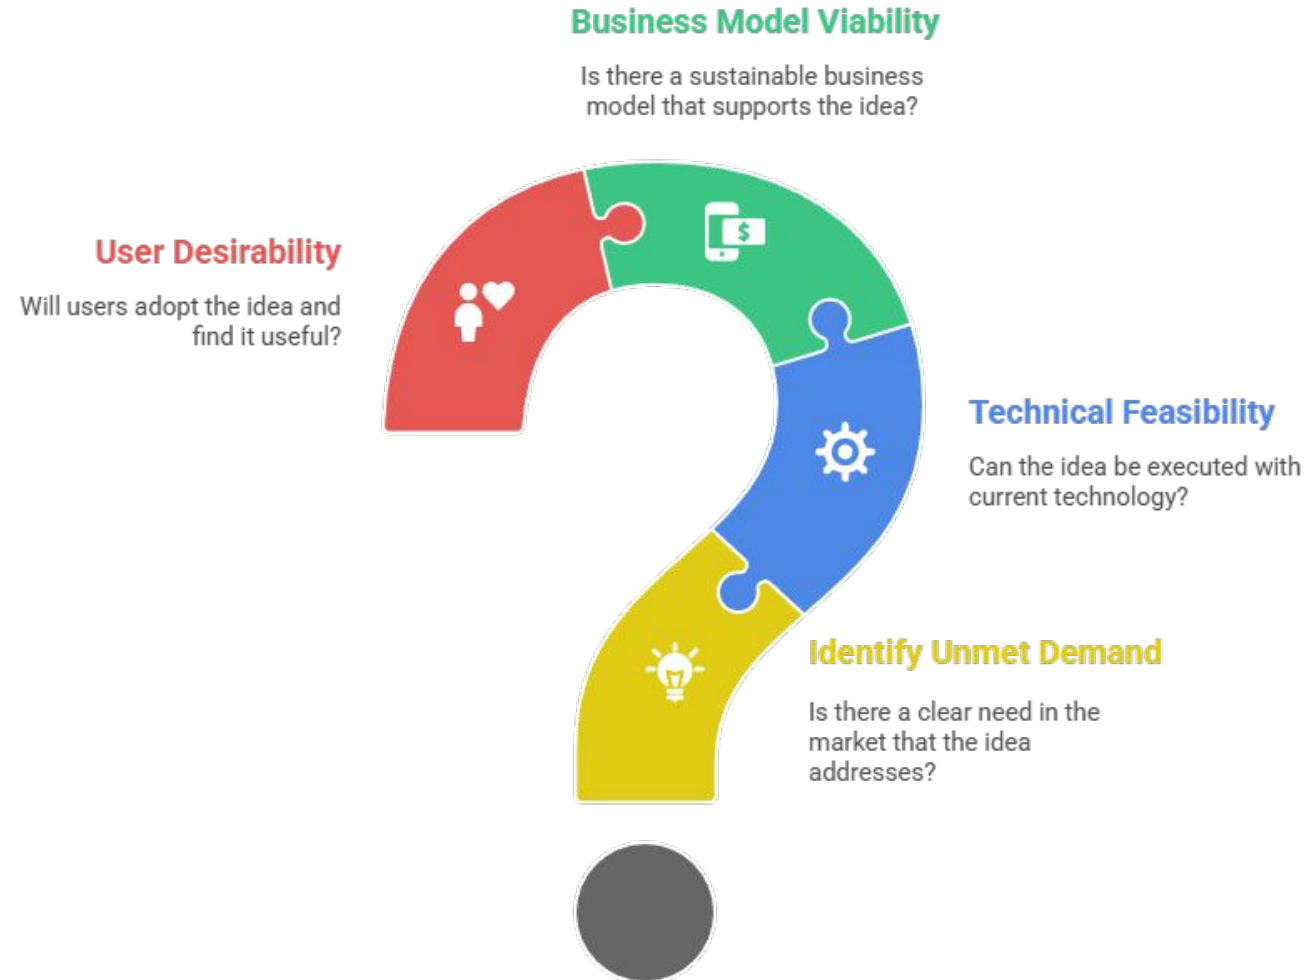 Business Model Viability
Is there a sustainable business
model that supports the idea?
User Desirability
Will users adopt the idea and
find it useful?
$
Technical Feasibility
Can the idea be executed with
current technology?
Identify Unmet Demand
Is there a clear need in the
market that the idea
addresses?